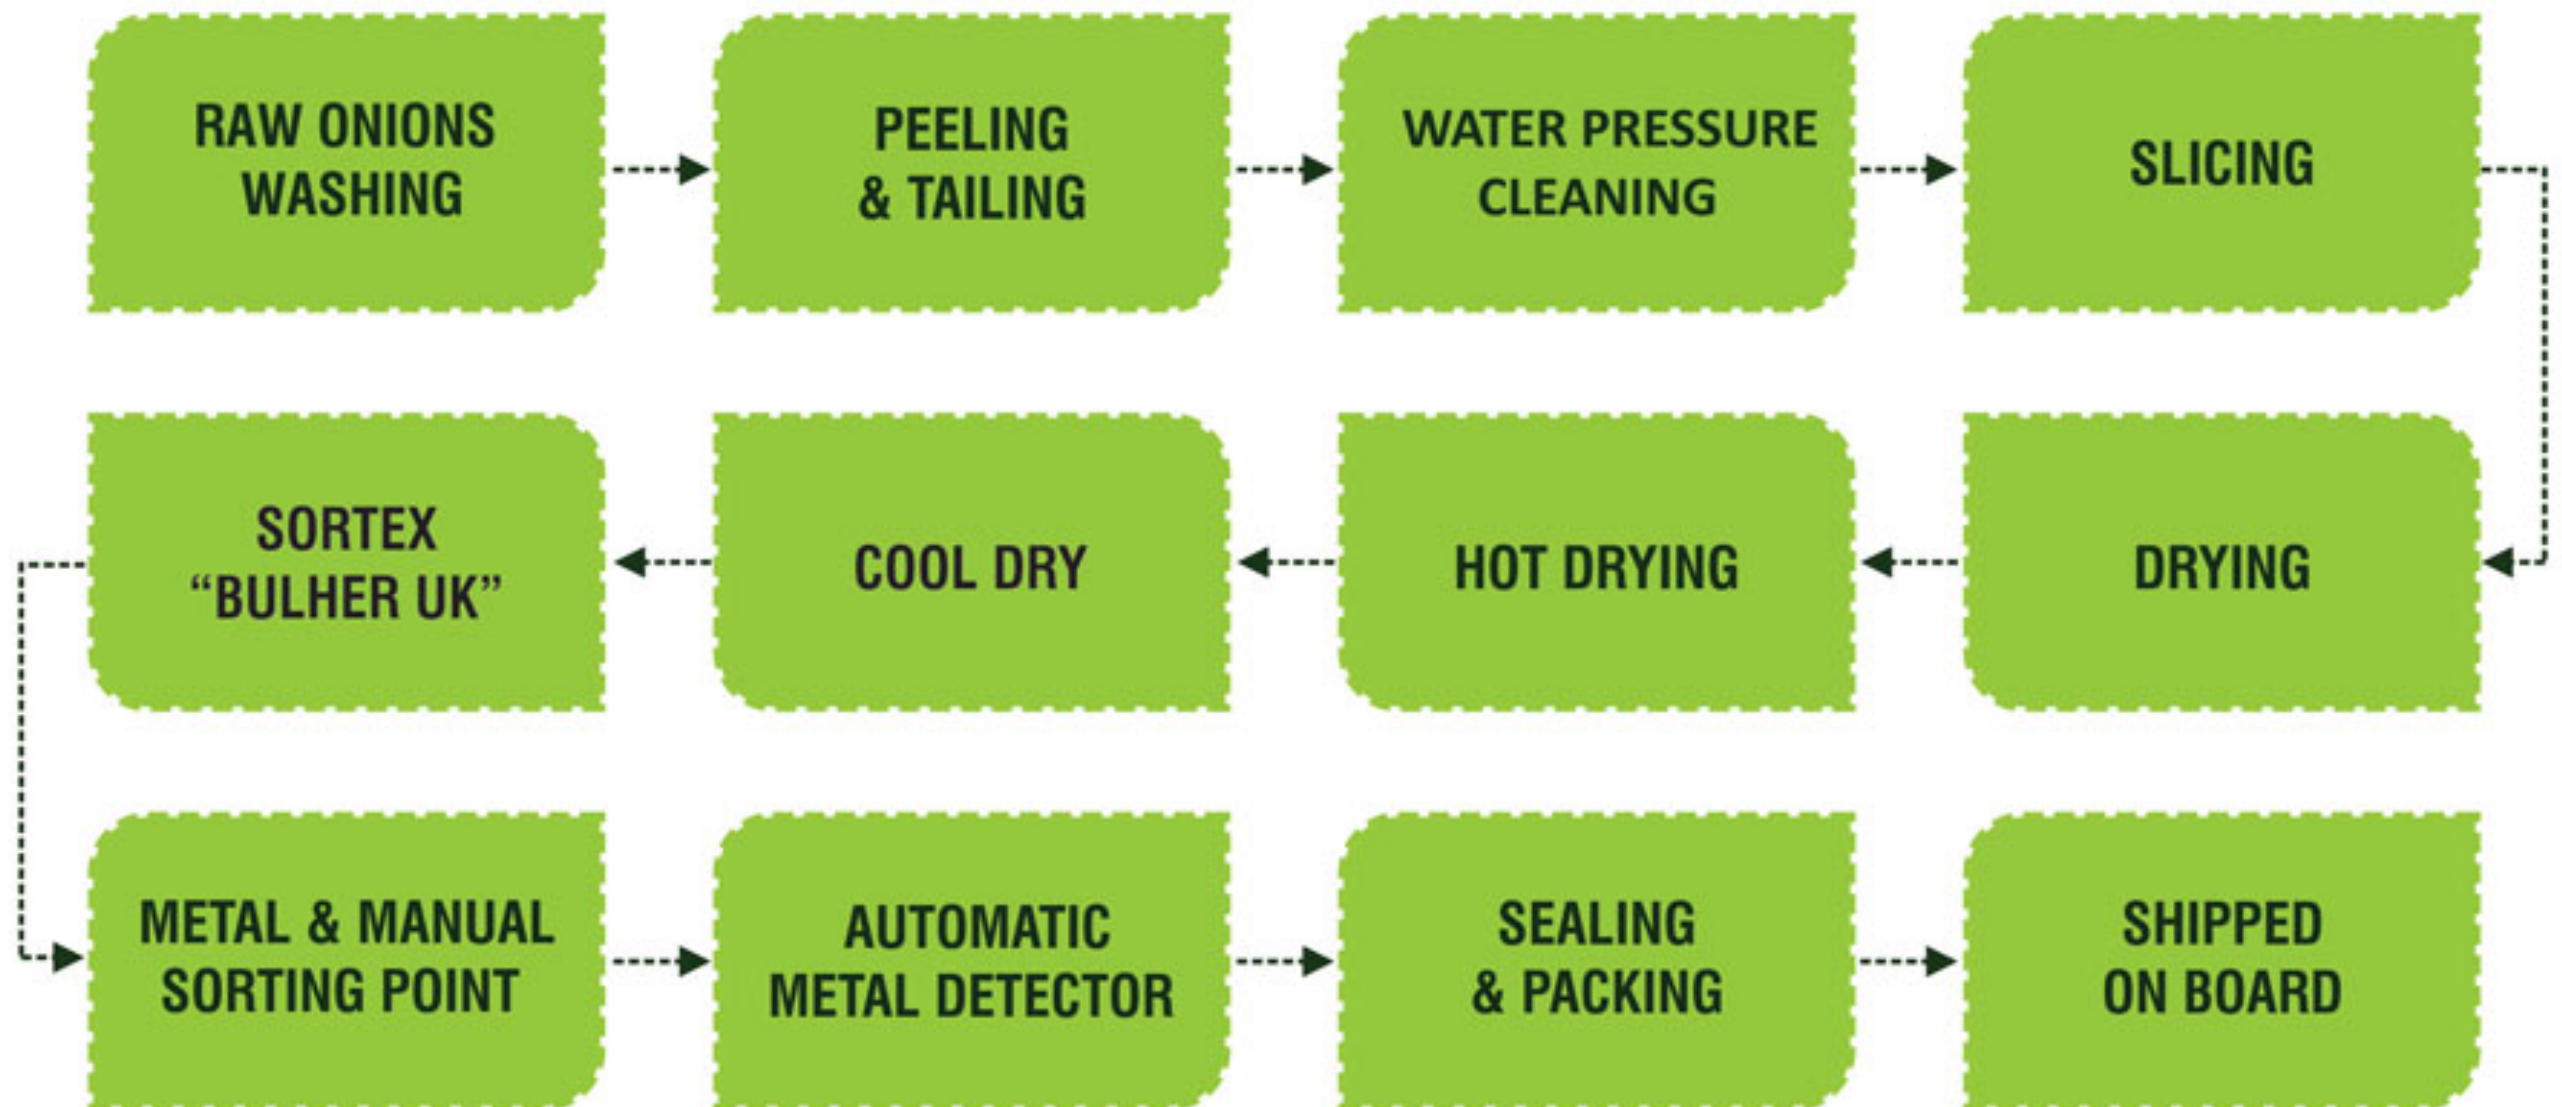 RAW ONIONS
WASHING
PEELING
& TAILING
WATER PRESSURE
CLEANING
SLICING
DRYING
HOT DRYING
COOL DRY
SORTEX
“BULHER UK”
METAL & MANUAL
SORTING POINT
AUTOMATIC
METAL DETECTOR
SEALING
& PACKING
SHIPPED
ON BOARD